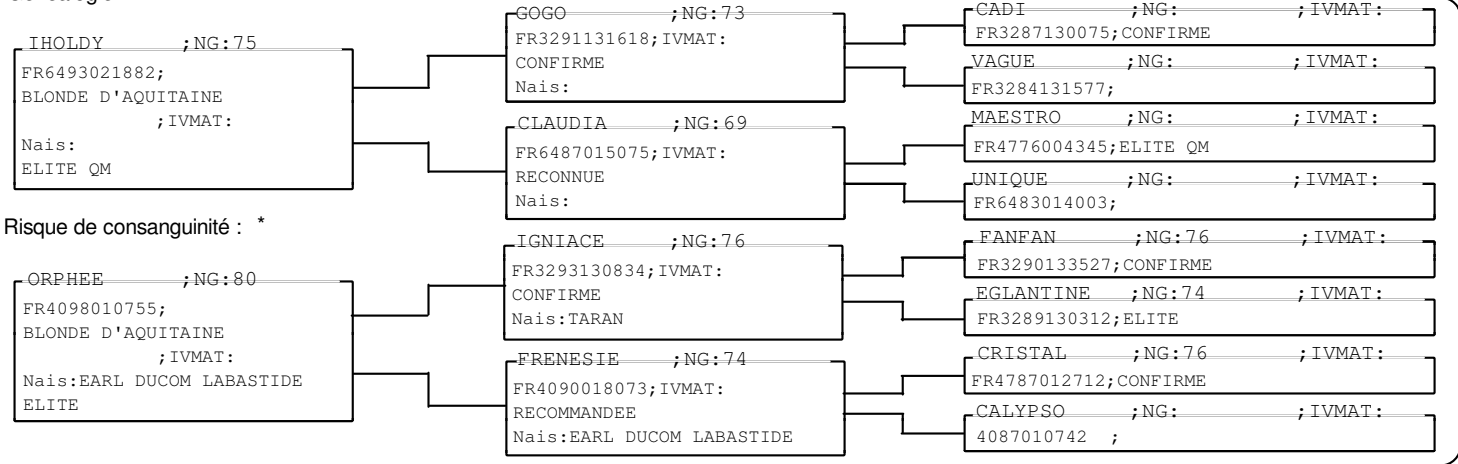 IHOLDY ;NG:75
FR6493021882;
BLONDE D'AQUITAINE
;IVMAT:
Nais:
ELITE QM
GOGO ;NG:73
FR3291131618;IVMAT:
CONFIRME
Nais:
CLAUDIA ;NG:69
FR6487015075;IVMAT:
RECONNUE
Nais:
CADI ;NG: ;IVMAT:
FR3287130075;CONFIRME
VAGUE ;NG: ;IVMAT:
FR3284131577;
MAESTRO ;NG: ;IVMAT:
FR4776004345;ELITE QM
UNIQUE ;NG: ;IVMAT:
FR6483014003;
Risque de consanguinité : *
ORPHEE ;NG:80
FR4098010755;
BLONDE D'AQUITAINE
;IVMAT:
Nais:EARL DUCOM LABASTIDE
ELITE
IGNIACE ;NG:76
FR3293130834;IVMAT:
CONFIRME
Nais:TARAN
FRENESIE ;NG:74
FR4090018073;IVMAT:
RECOMMANDEE
Nais:EARL DUCOM LABASTIDE
FANFAN ;NG:76 ;IVMAT:
FR3290133527;CONFIRME
EGLANTINE ;NG:74 ;IVMAT:
FR3289130312;ELITE
CRISTAL ;NG:76 ;IVMAT:
FR4787012712;CONFIRME
CALYPSO ;NG: ;IVMAT:
4087010742 ;